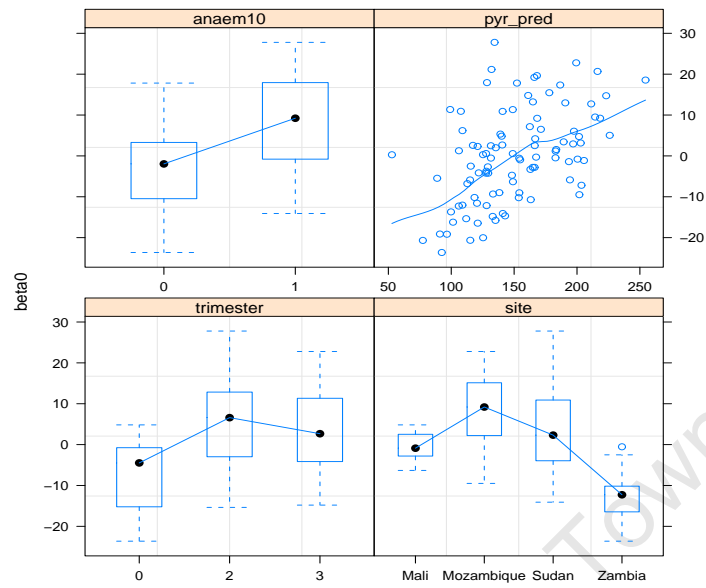 anaem10 pyr_pred
30
20
10
0
−10
−20
0 1 50 100 150 200 250
beta0
trimester site
30
20
10
0
−10
−20
0 2 3 Mali Mozambique Sudan Zambia
Town